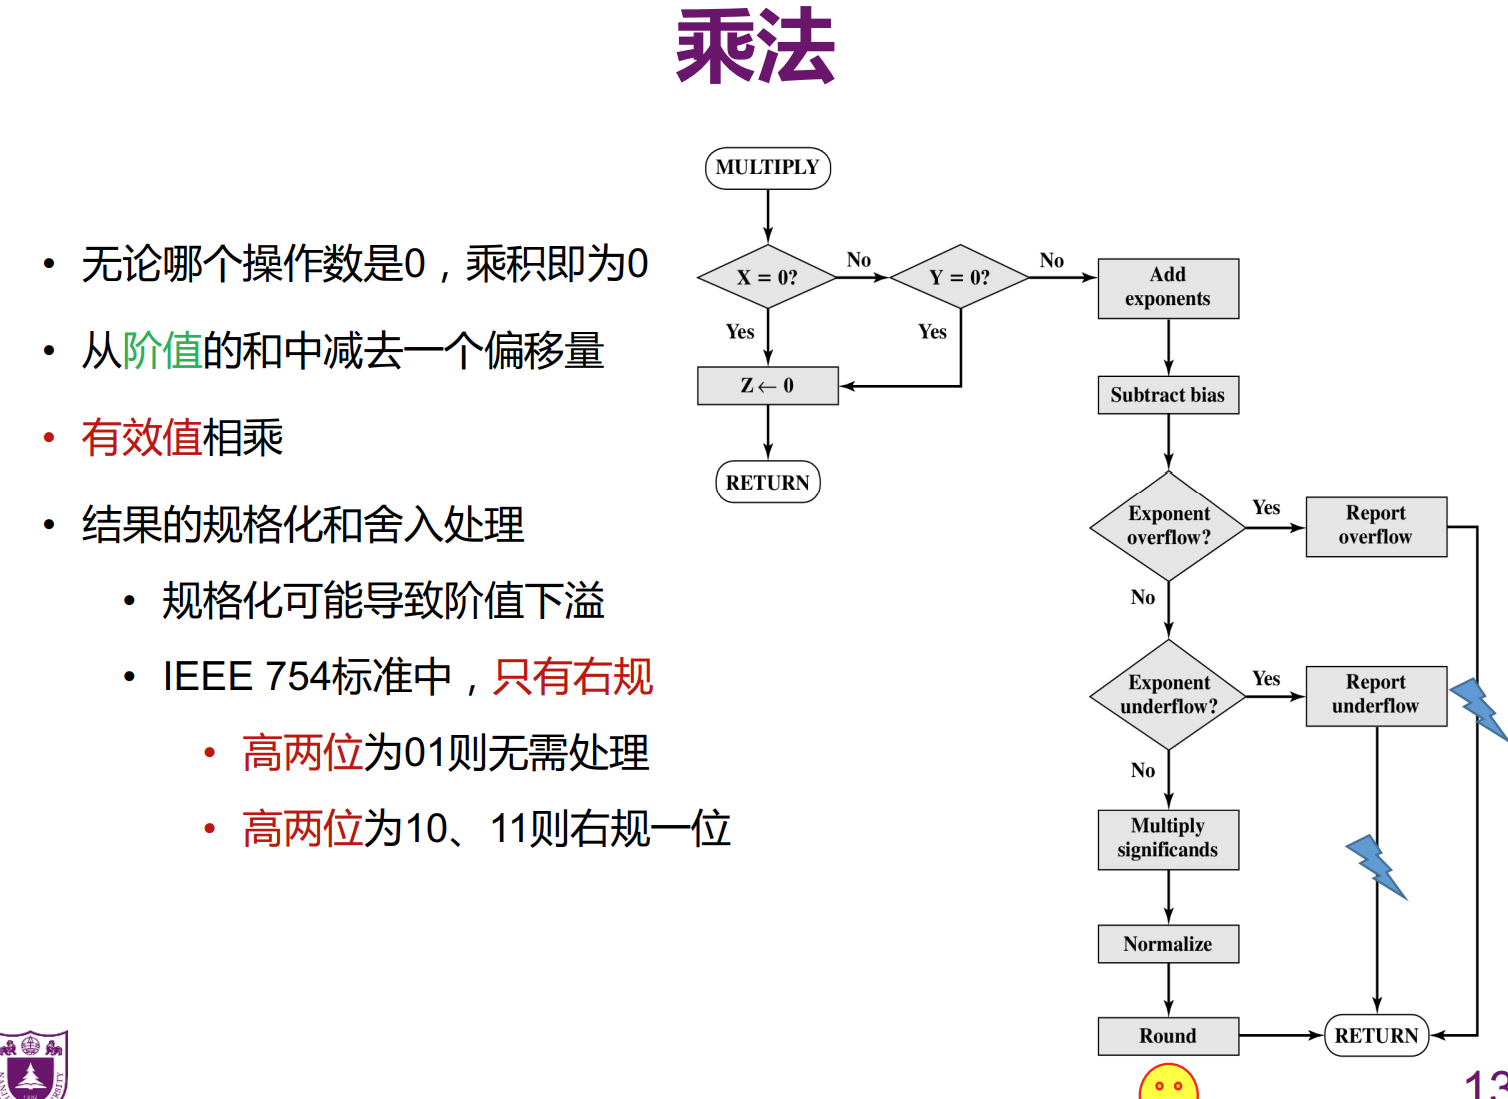 乘法
• 无论哪个操作数是0，乘积即为0
• 从阶值的和中减去一个偏移量
• 有效值相乘
• 结果的规格化和舍入处理
• 规格化可能导致阶值下溢
• IEEE 754标准中，只有右规
• 高两位为01则无需处理
• 高两位为10、11则右规一位
MULTIPLY
X = 0?
No
Y = 0?
No
Add
exponents
Yes
Yes
Z ← 0
RETURN
Subtract bias
Exponent
overflow?
Yes
Report
overflow
No
Exponent
underflow?
Yes
Report
underflow
No
Multiply
significands
Normalize
Round
RETURN
13